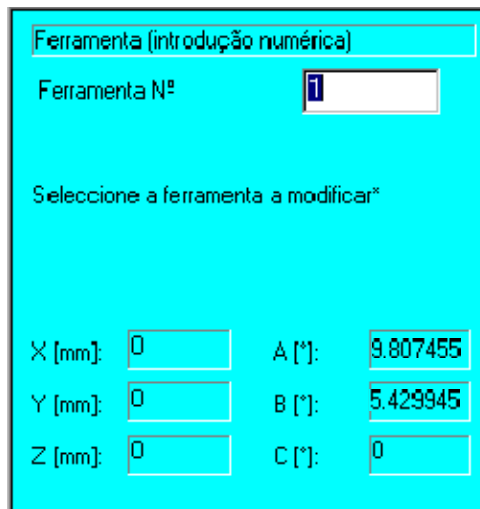 Ferramenta (introdução numérica)
Ferramenta Nº 1
Seleccione a ferramenta a modificar*
X [mm]: 0 A [°]: 9.807455
Y [mm]: 0 B [°]: 5.429945
Z [mm]: 0 C [°]: 0